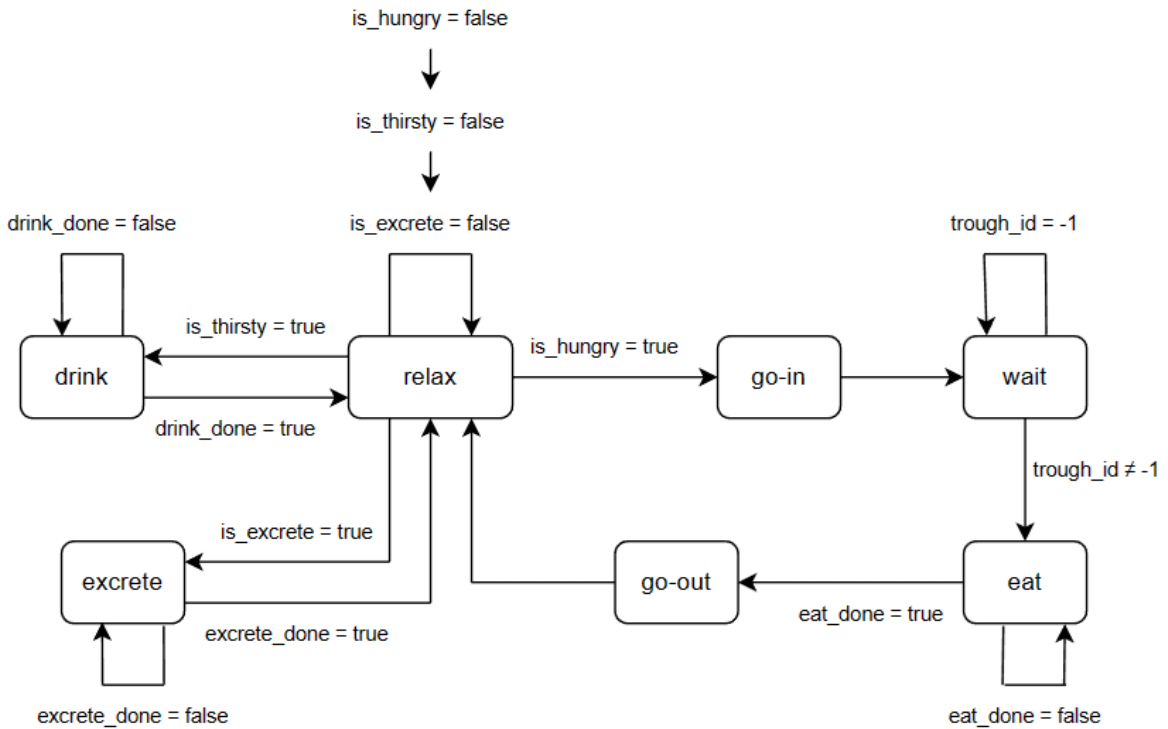 is_hungry = false
is_thirsty = false
drink_done = false
is_excrete = false
trough_id = -1
is_thirsty = true
is_hungry = true
drink
relax
go-in
wait
drink_done = true
trough_id ≠ -1
is_excrete = true
excrete
go-out
eat
eat_done = true
excrete_done = true
excrete_done = false
eat_done = false